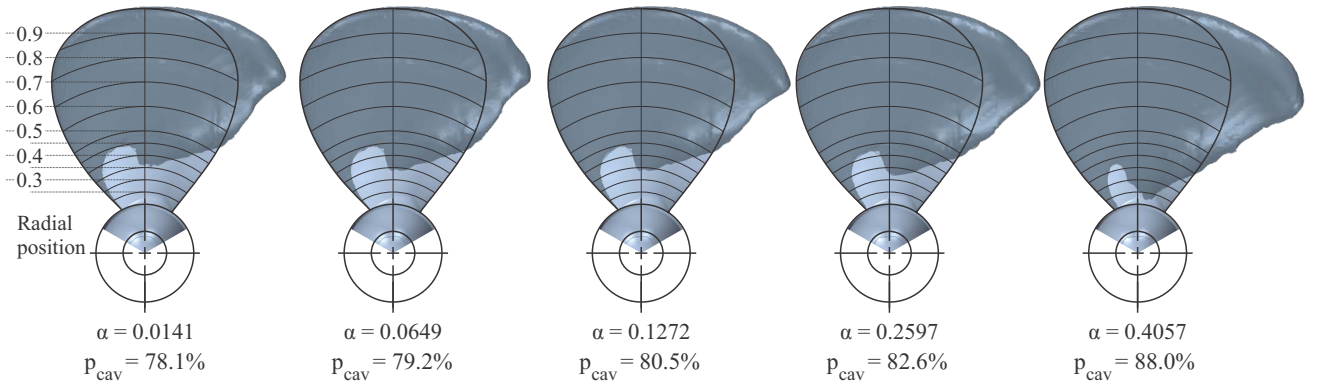 0.9
0.8
0.7
0.6
0.5
0.4
0.3
Radial
position
α = 0.0141
p_cav = 78.1%
α = 0.0649
p_cav = 79.2%
α = 0.1272
p_cav = 80.5%
α = 0.2597
p_cav = 82.6%
α = 0.4057
p_cav = 88.0%